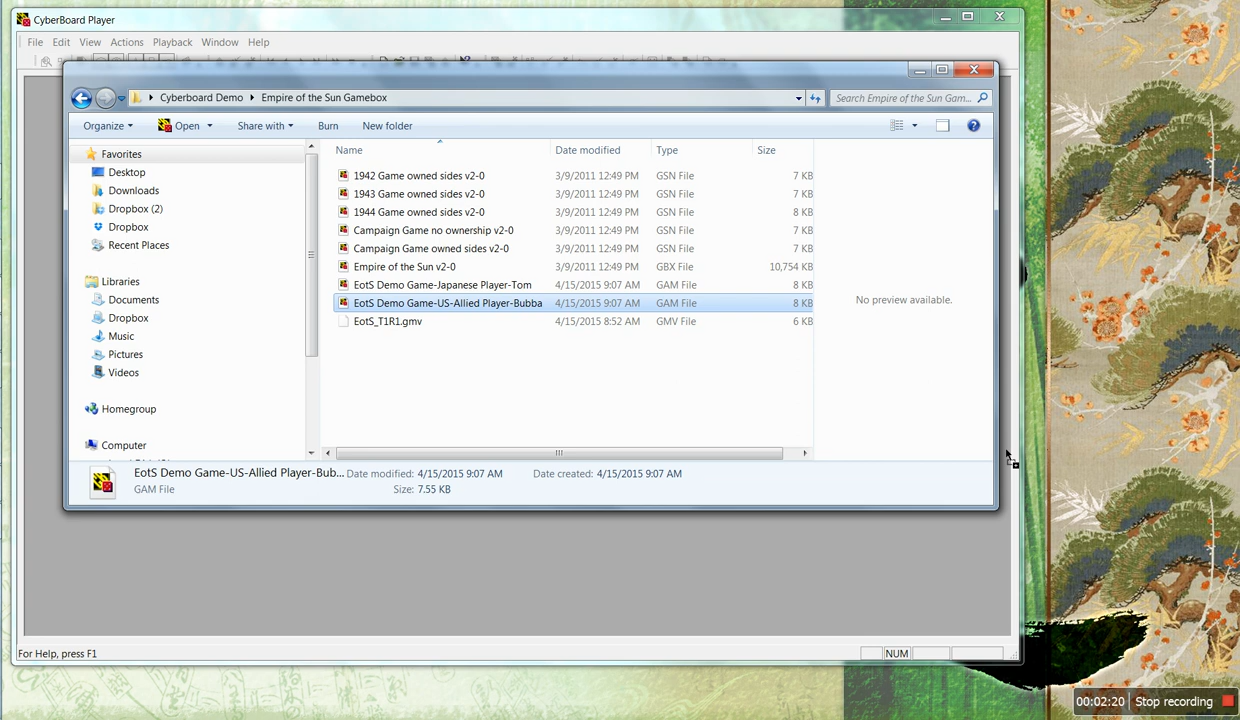 CyberBoard Player
File Edit View Actions Playback Window Help
Cyberboard Demo Empire of the Sun Gamebox
Search Empire of the Sun Gam...
Organize Open Share with Burn New folder
Name Date modified Type Size
Favorites
Desktop
Downloads
Dropbox (2)
Dropbox
Recent Places
Libraries
Documents
Dropbox
Music
Pictures
Videos
Homegroup
Computer
1942 Game owned sides v2-0 3/9/2011 12:49 PM GSN File 7 KB
1943 Game owned sides v2-0 3/9/2011 12:49 PM GSN File 7 KB
1944 Game owned sides v2-0 3/9/2011 12:49 PM GSN File 8 KB
Campaign Game no ownership v2-0 3/9/2011 12:49 PM GSN File 7 KB
Campaign Game owned sides v2-0 3/9/2011 12:49 PM GSN File 7 KB
Empire of the Sun v2-0 3/9/2011 12:49 PM GBX File 10,754 KB
EotS Demo Game-Japanese Player-Tom 4/15/2015 9:07 AM GAM File 8 KB
EotS Demo Game-US-Allied Player-Bubba 4/15/2015 9:07 AM GAM File 8 KB
EotS_T1R1.gmv 4/15/2015 8:52 AM GMV File 6 KB
No preview available.
EotS Demo Game-US-Allied Player-Bub... Date modified: 4/15/2015 9:07 AM Date created: 4/15/2015 9:07 AM
GAM File Size: 7.55 KB
For Help, press F1
NUM
00:02:20 Stop recording